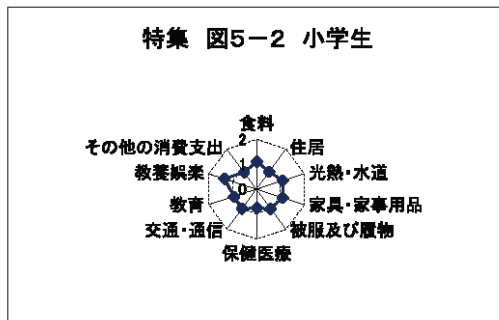 特集 図5－2 小学生
食料
2
1
0
住居
光熱・水道
家具・家事用品
被服及び履物
保健医療
交通・通信
教育
教養娯楽
その他の消費支出